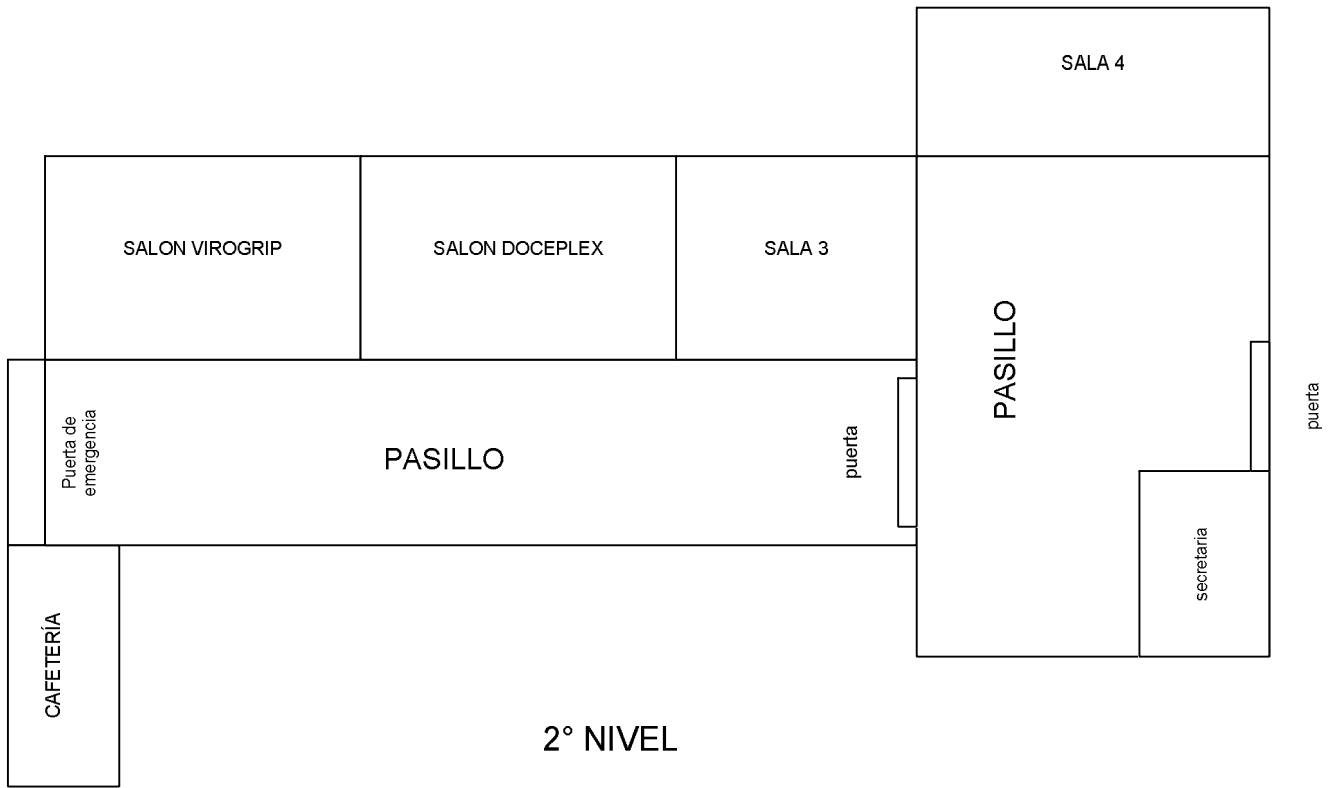 SALA 4
SALON VIROGRIP
SALON DOCEPLEX
SALA 3
PASILLO
Puerta de
emergencia
PASILLO
puerta
puerta
secretaria
CAFETERÍA
2° NIVEL